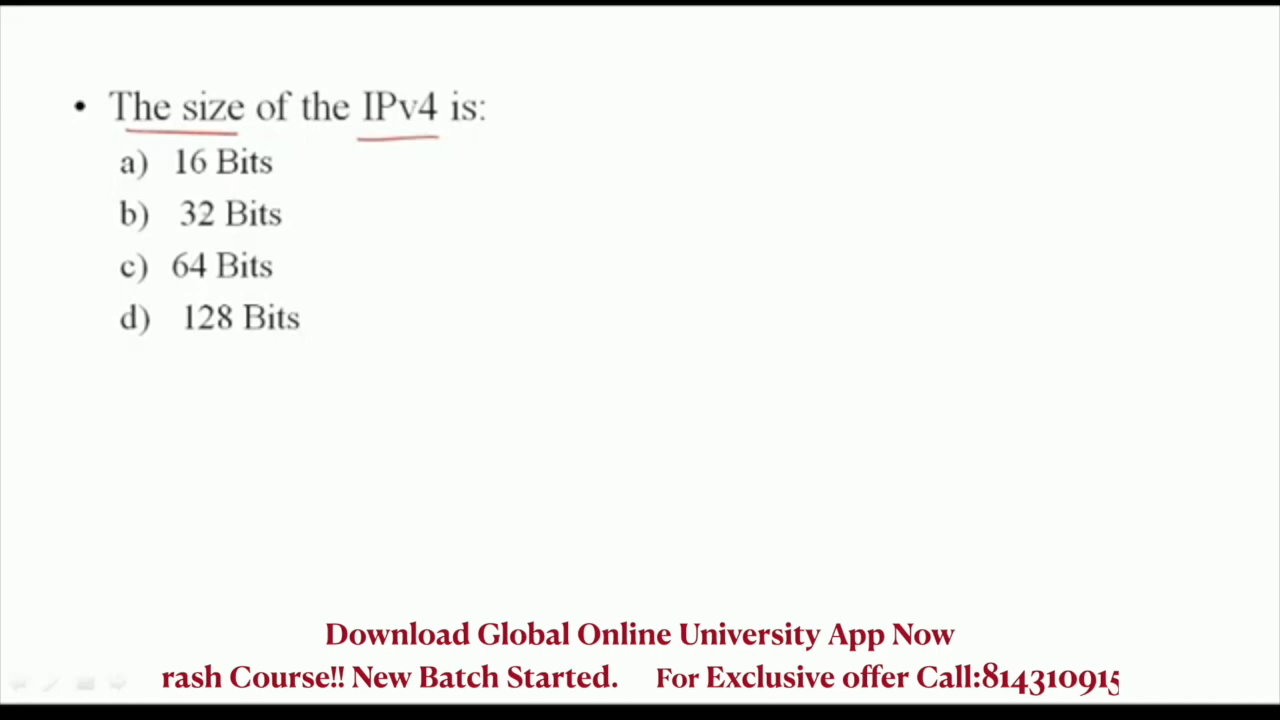 • The size of the IPv4 is:
a) 16 Bits
b) 32 Bits
c) 64 Bits
d) 128 Bits
Download Global Online University App Now
rash Course!! New Batch Started. For Exclusive offer Call:814310915